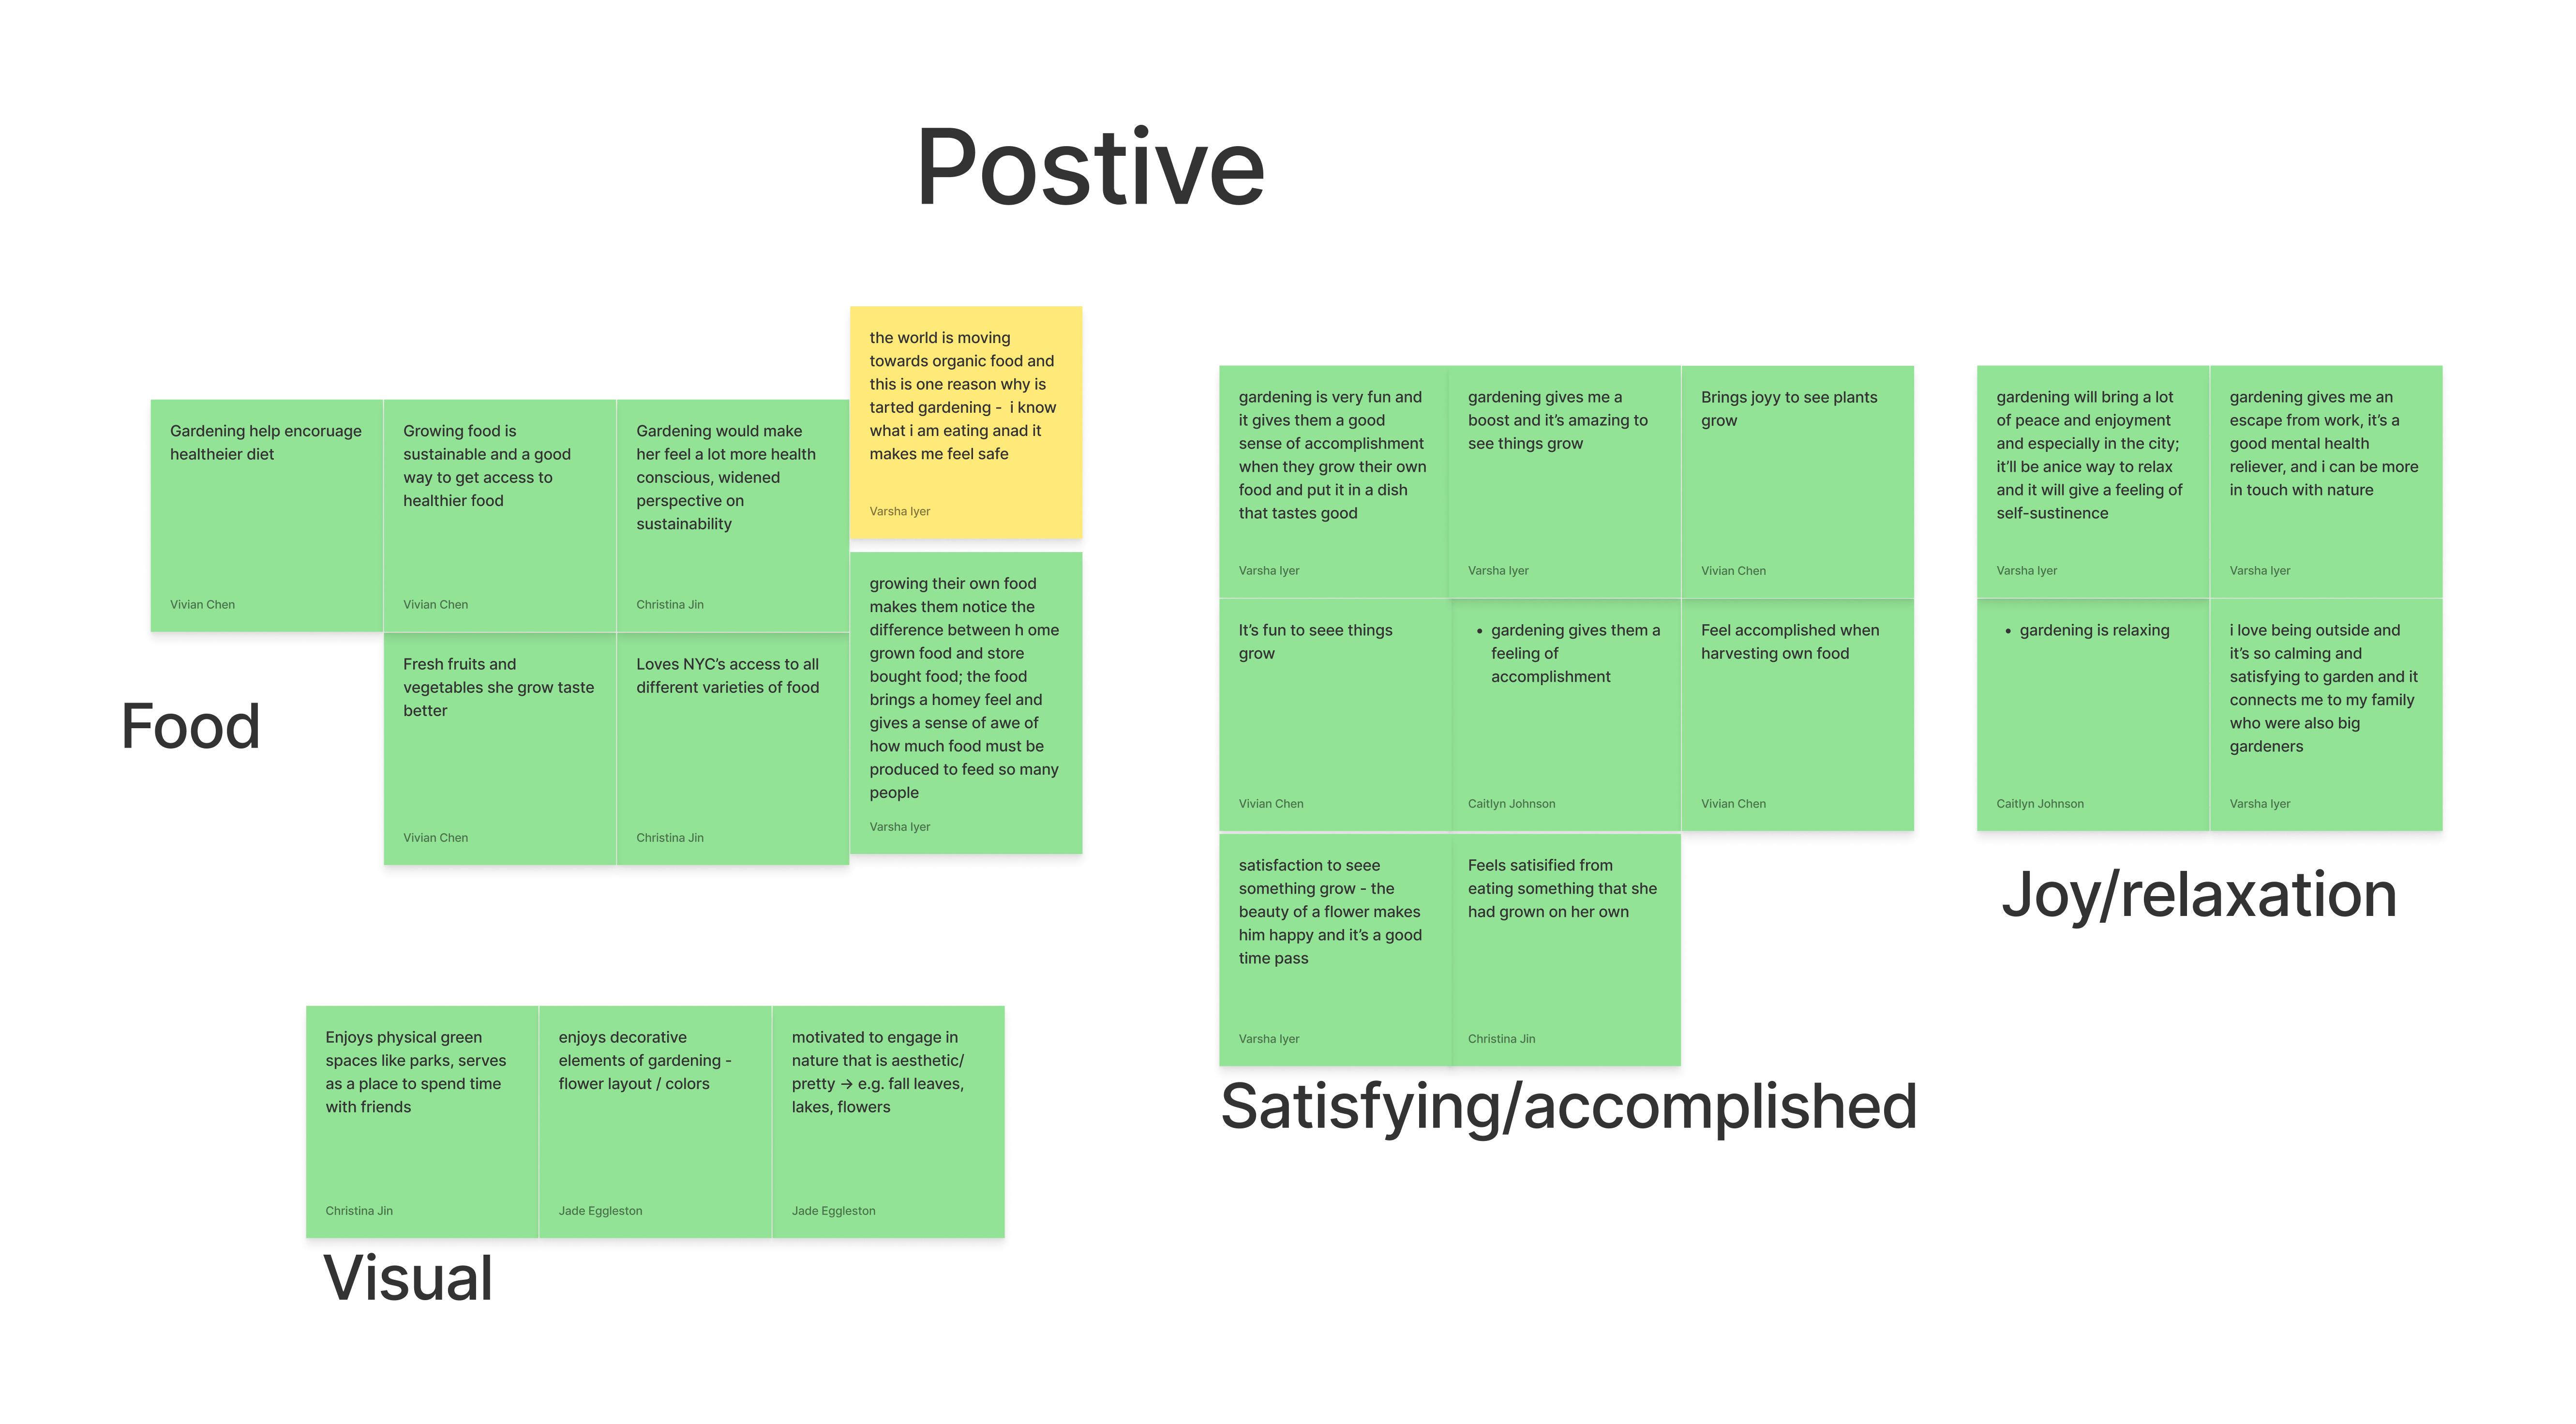 Postive
Gardening help encoruage
healtheier diet
Vivian Chen
Growing food is
sustainable and a good
way to get access to
healthier food
Vivian Chen
Gardening would make
her feel a lot more health
conscious, widened
perspective on
sustainability
Christina Jin
the world is moving
towards organic food and
this is one reason why is
tarted gardening -  i know
what i am eating anad it
makes me feel safe
Varsha Iyer
Fresh fruits and
vegetables she grow taste
better
Vivian Chen
Loves NYC’s access to all
different varieties of food
Christina Jin
growing their own food
makes them notice the
difference between h ome
grown food and store
bought food; the food
brings a homey feel and
gives a sense of awe of
how much food must be
produced to feed so many
people
Varsha Iyer
Food
Enjoys physical green
spaces like parks, serves
as a place to spend time
with friends
Christina Jin
enjoys decorative
elements of gardening -
flower layout / colors
Jade Eggleston
motivated to engage in
nature that is aesthetic/
pretty → e.g. fall leaves,
lakes, flowers
Jade Eggleston
Visual
gardening is very fun and
it gives them a good
sense of accomplishment
when they grow their own
food and put it in a dish
that tastes good
Varsha Iyer
gardening gives me a
boost and it’s amazing to
see things grow
Varsha Iyer
Brings joyy to see plants
grow
Vivian Chen
It’s fun to seee things
grow
Vivian Chen
• gardening gives them a
feeling of
accomplishment
Caitlyn Johnson
Feel accomplished when
harvesting own food
Vivian Chen
satisfaction to seee
something grow - the
beauty of a flower makes
him happy and it’s a good
time pass
Varsha Iyer
Feels satisified from
eating something that she
had grown on her own
Christina Jin
Satisfying/accomplished
gardening will bring a lot
of peace and enjoyment
and especially in the city;
it’ll be anice way to relax
and it will give a feeling of
self-sustinence
Varsha Iyer
gardening gives me an
escape from work, it’s a
good mental health
reliever, and i can be more
in touch with nature
Varsha Iyer
• gardening is relaxing
Caitlyn Johnson
i love being outside and
it’s so calming and
satisfying to garden and it
connects me to my family
who were also big
gardeners
Varsha Iyer
Joy/relaxation